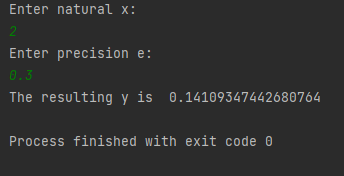 Enter natural x:
2
Enter precision e:
0.3
The resulting y is  0.14109347442680764
Process finished with exit code 0